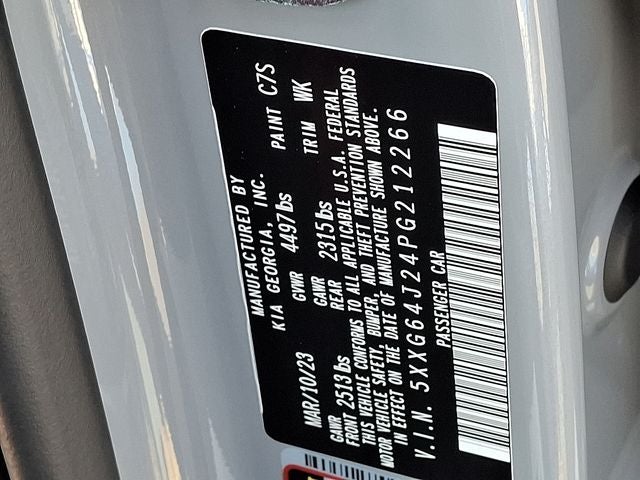 MANUFACTURED BY
KIA GEORGIA, INC.
MAR/10/23 GVWR 4497lbs PAINT C7S
GAWR GAWR
FRONT 2513lbs REAR 2315lbs TRIM WK
THIS VEHICLE CONFORMS TO ALL APPLICABLE U.S.A. FEDERAL
MOTOR VEHICLE SAFETY, BUMPER, AND THEFT PREVENTION STANDARDS
IN EFFECT ON THE DATE OF MANUFACTURE SHOWN ABOVE.
V.I.N. 5XXG64J24PG212266
PASSENGER CAR